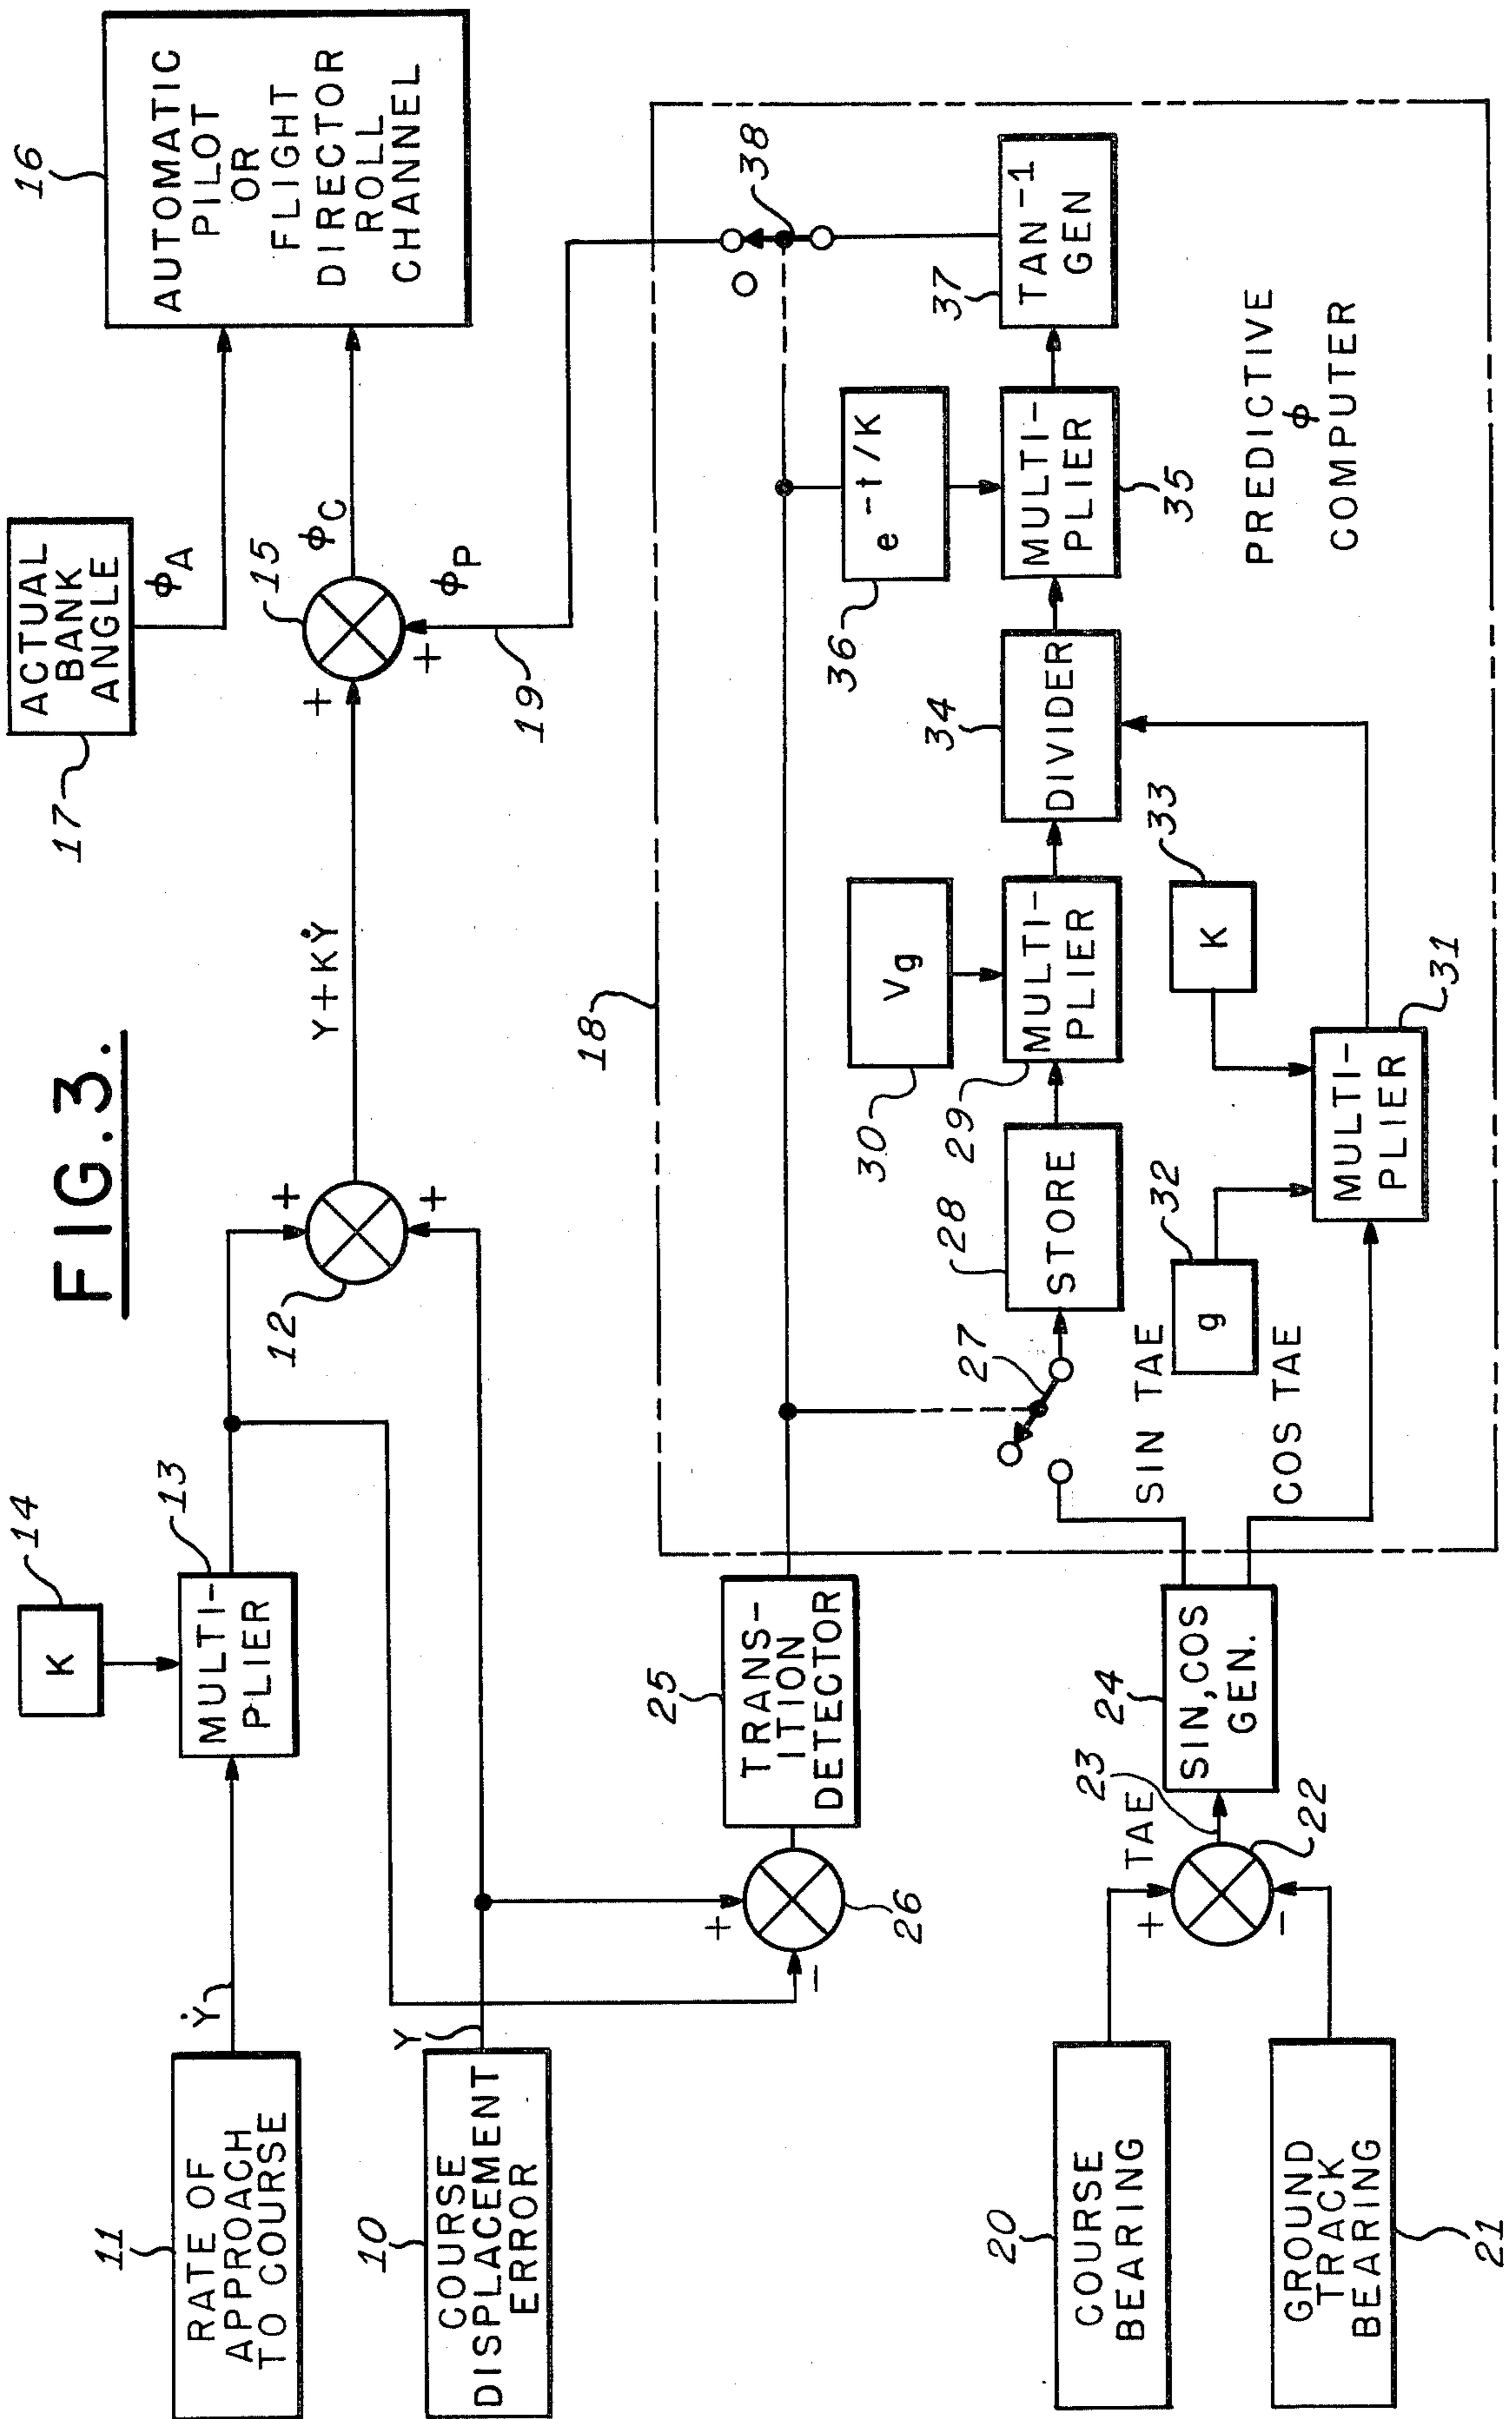 FIG.3.
11
RATE OF
APPROACH
TO COURSE
Ẏ
14
K
13
MULTI-
PLIER
10
COURSE
DISPLACEMENT
ERROR
Y
12
+
+
Y+KẎ
17
ACTUAL
BANK
ANGLE
ϕA
15
+
+
ϕC
ϕP
19
16
AUTOMATIC
PILOT
OR
FLIGHT
DIRECTOR
ROLL
CHANNEL
+
−
26
25
TRANS-
ITION
DETECTOR
18
20
COURSE
BEARING
21
GROUND
TRACK
BEARING
+
−
22
TAE
23
24
SIN,COS
GEN.
SIN TAE
COS TAE
27
28
STORE
30
Vg
29
MULTI-
PLIER
32
g
33
K
31
MULTI-
PLIER
34
DIVIDER
36
e−t/K
35
MULTI-
PLIER
37
TAN−1
GEN
38
PREDICTIVE
ϕ
COMPUTER